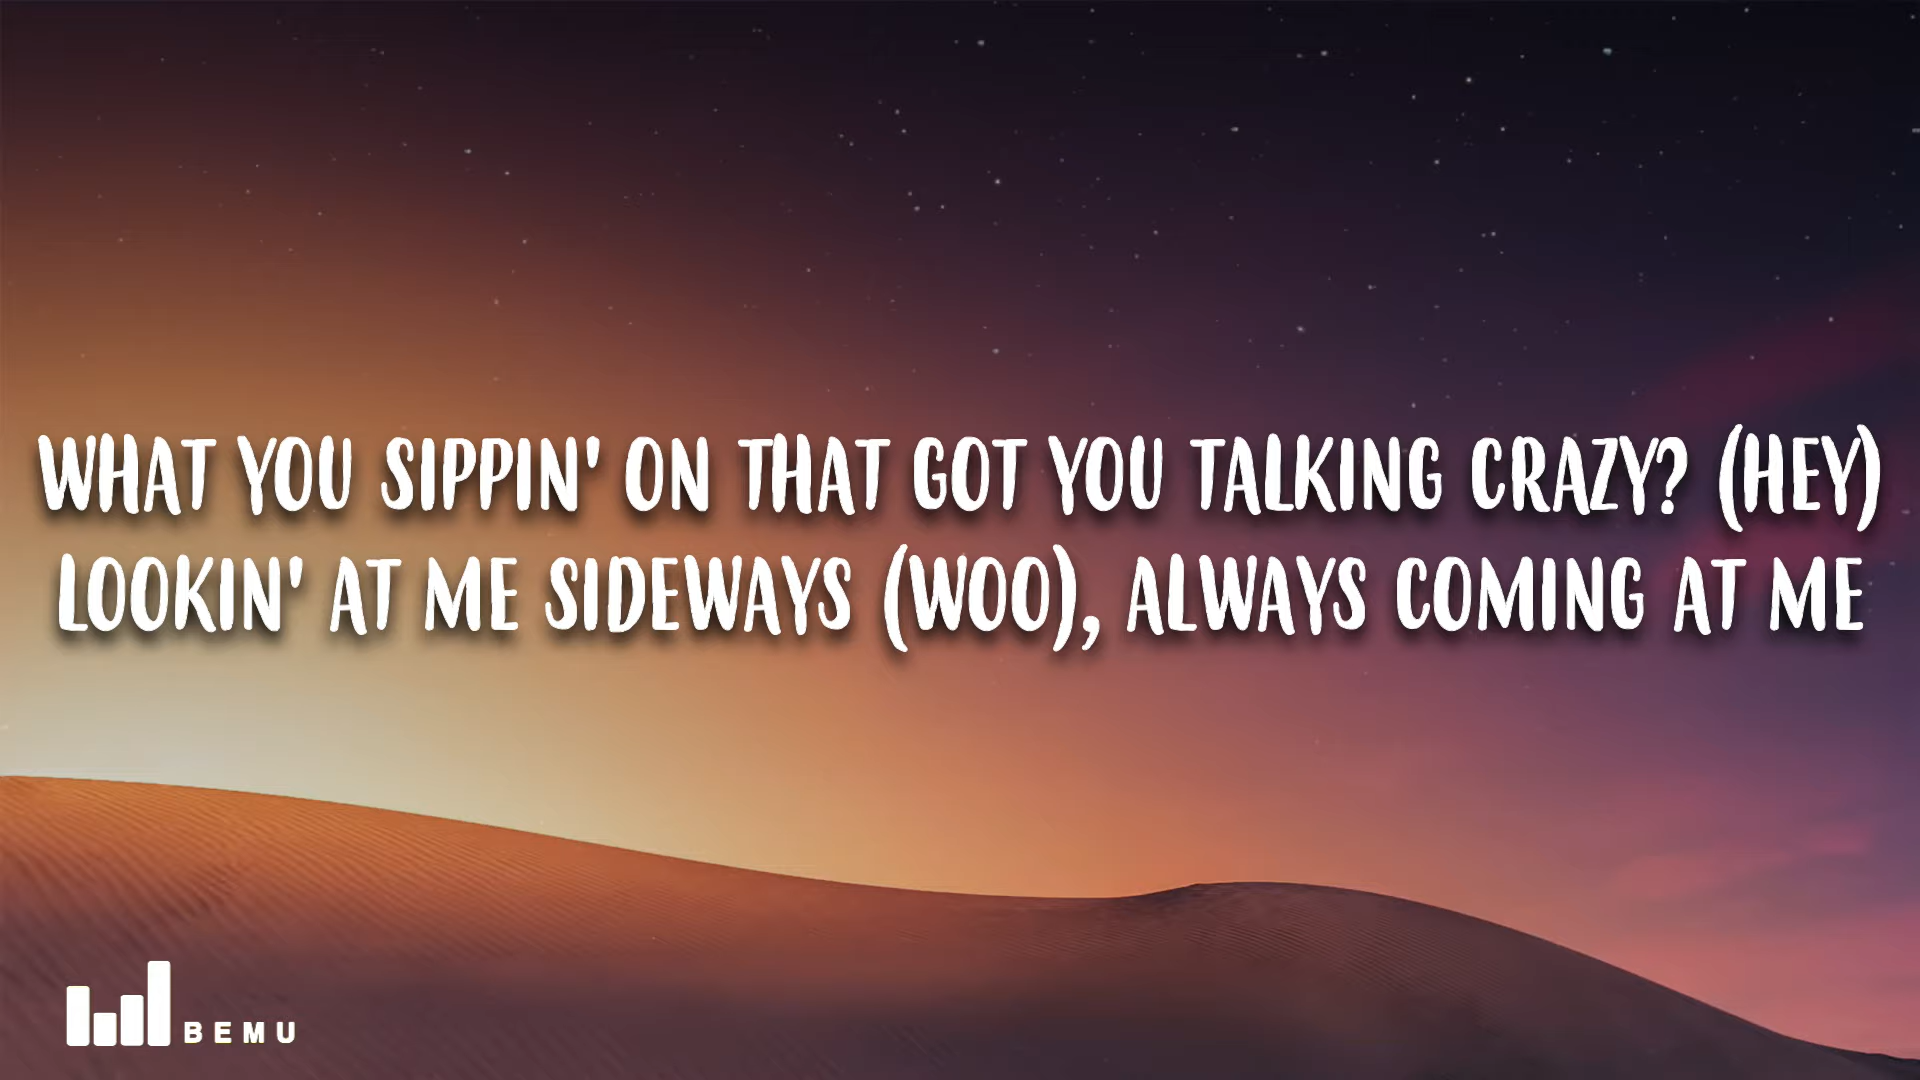 WHAT YOU SIPPIN' ON THAT GOT YOU TALKING CRAZY? (HEY)
LOOKIN' AT ME SIDEWAYS (WOO), ALWAYS COMING AT ME
BEMU